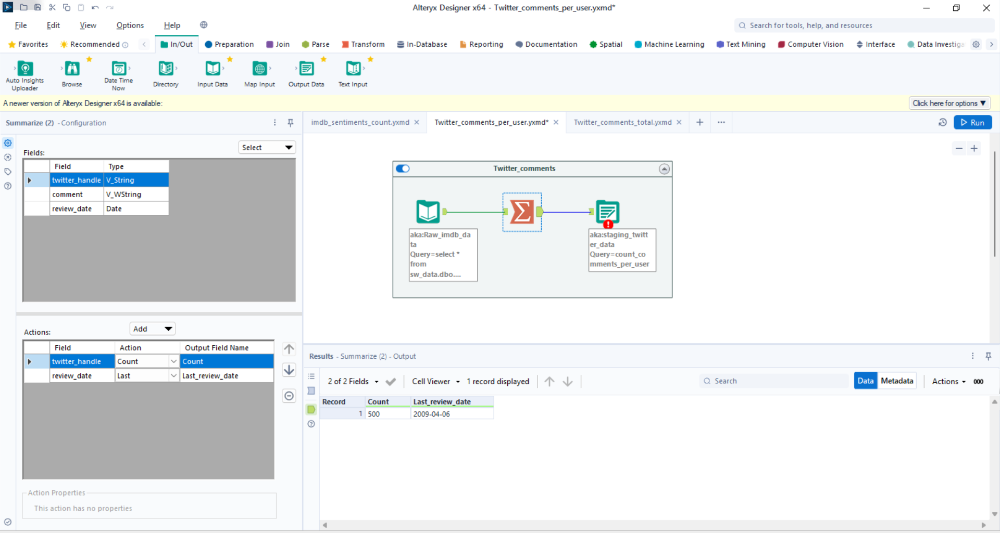 Alteryx Designer x64 - Twitter_comments_per_user.yxmd*
File Edit View Options Help
Search for tools, help, and resources
Favorites Recommended In/Out Preparation Join Parse Transform In-Database Reporting Documentation Spatial Machine Learning Text Mining Computer Vision Interface Data Investiga
Auto Insights
Uploader
Browse
Date Time
Now
Directory
Input Data
Map Input
Output Data
Text Input
A newer version of Alteryx Designer x64 is available:
Click here for options ▼
Summarize (2) - Configuration
imdb_sentiments_count.yxmd
Twitter_comments_per_user.yxmd*
Twitter_comments_total.yxmd
Run
Select
Fields:
Field Type
twitter_handle V_String
comment V_WString
review_date Date
Twitter_comments
aka:Raw_imdb_da
ta
Query=select *
from
sw_data.dbo....
aka:staging_twitt
er_data
Query=count_co
mments_per_user
Add
Actions:
Field Action Output Field Name
twitter_handle Count Count
review_date Last Last_review_date
Action Properties
This action has no properties
Results - Summarize (2) - Output
2 of 2 Fields
Cell Viewer
1 record displayed
Search
Data Metadata
Actions
000
Record Count Last_review_date
1 500 2009-04-06